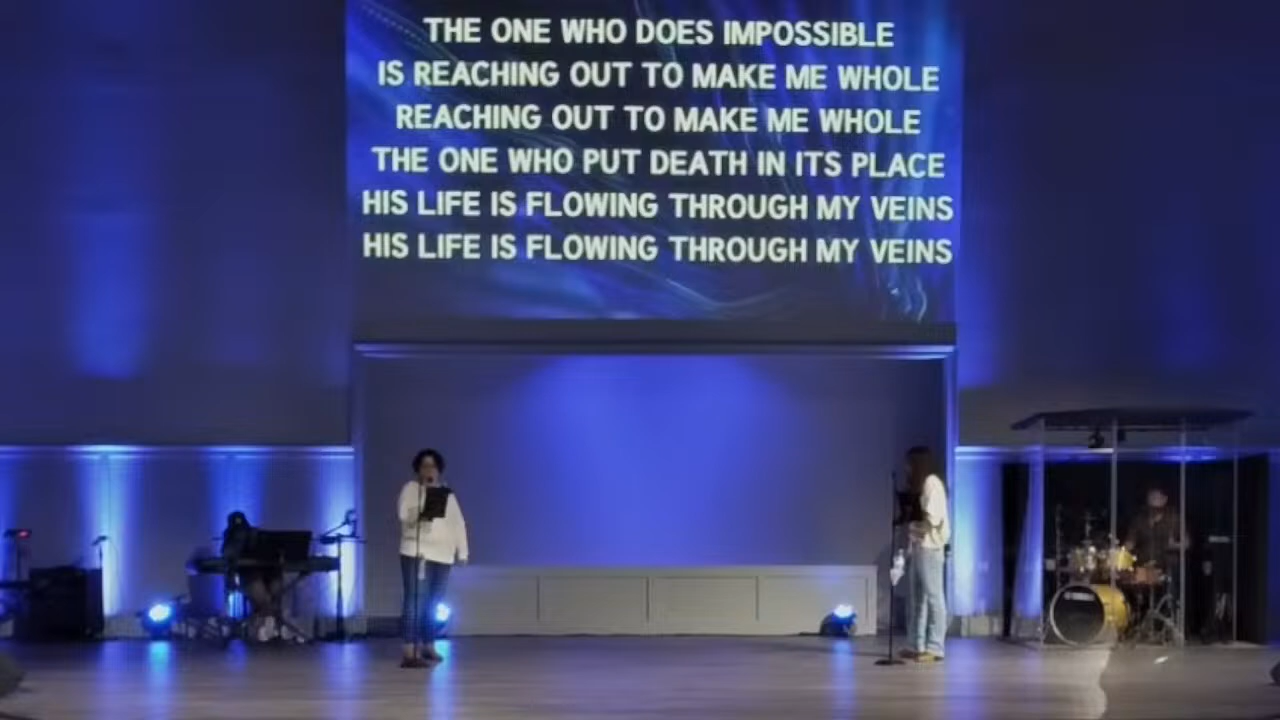 THE ONE WHO DOES IMPOSSIBLE
IS REACHING OUT TO MAKE ME WHOLE
REACHING OUT TO MAKE ME WHOLE
THE ONE WHO PUT DEATH IN ITS PLACE
HIS LIFE IS FLOWING THROUGH MY VEINS
HIS LIFE IS FLOWING THROUGH MY VEINS